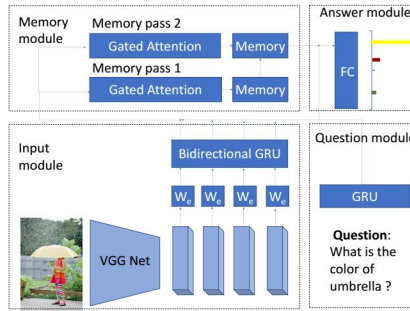 Memory module
Memory pass 2
Gated Attention
Memory
Memory pass 1
Gated Attention
Memory
Answer module
FC
Input module
Bidirectional GRU
We We We We
VGG Net
Question module
GRU
Question:
What is the
color of
umbrella ?